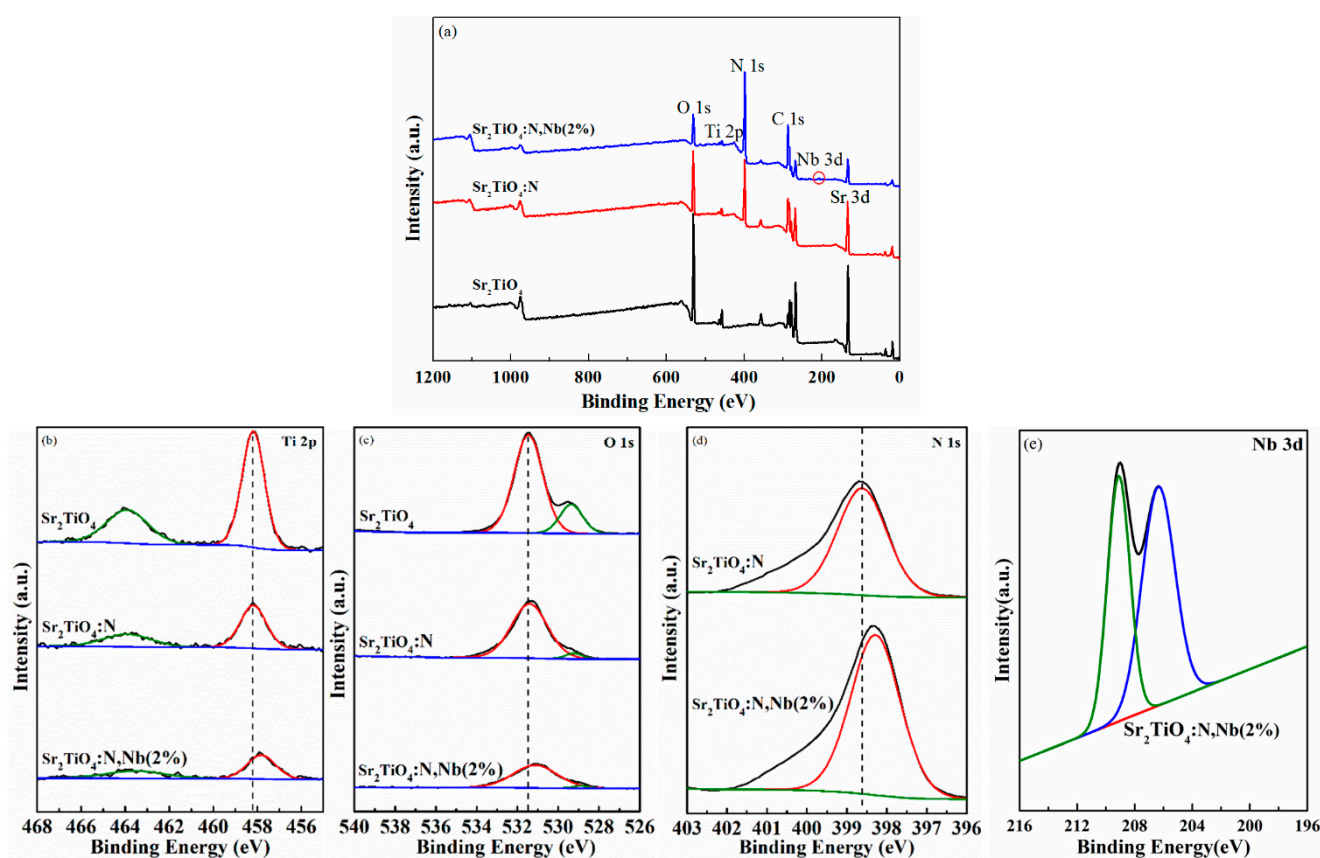 (a)
N 1s
O 1s
Ti 2p
C 1s
Nb 3d
Sr 3d
Sr₂TiO₄:N,Nb(2%)
Sr₂TiO₄:N
Sr₂TiO₄
Intensity (a.u.)
1200 1000 800 600 400 200 0
Binding Energy (eV)
(b) Ti 2p
Sr₂TiO₄
Sr₂TiO₄:N
Sr₂TiO₄:N,Nb(2%)
Intensity (a.u.)
468 466 464 462 460 458 456
Binding Energy (eV)
(c) O 1s
Sr₂TiO₄
Sr₂TiO₄:N
Sr₂TiO₄:N,Nb(2%)
Intensity (a.u.)
540 538 536 534 532 530 528 526
Binding Energy (eV)
(d) N 1s
Sr₂TiO₄:N
Sr₂TiO₄:N,Nb(2%)
Intensity (a.u.)
403 402 401 400 399 398 397 396
Binding Energy (eV)
(e) Nb 3d
Sr₂TiO₄:N,Nb(2%)
Intensity(a.u.)
216 212 208 204 200 196
Binding Energy(eV)